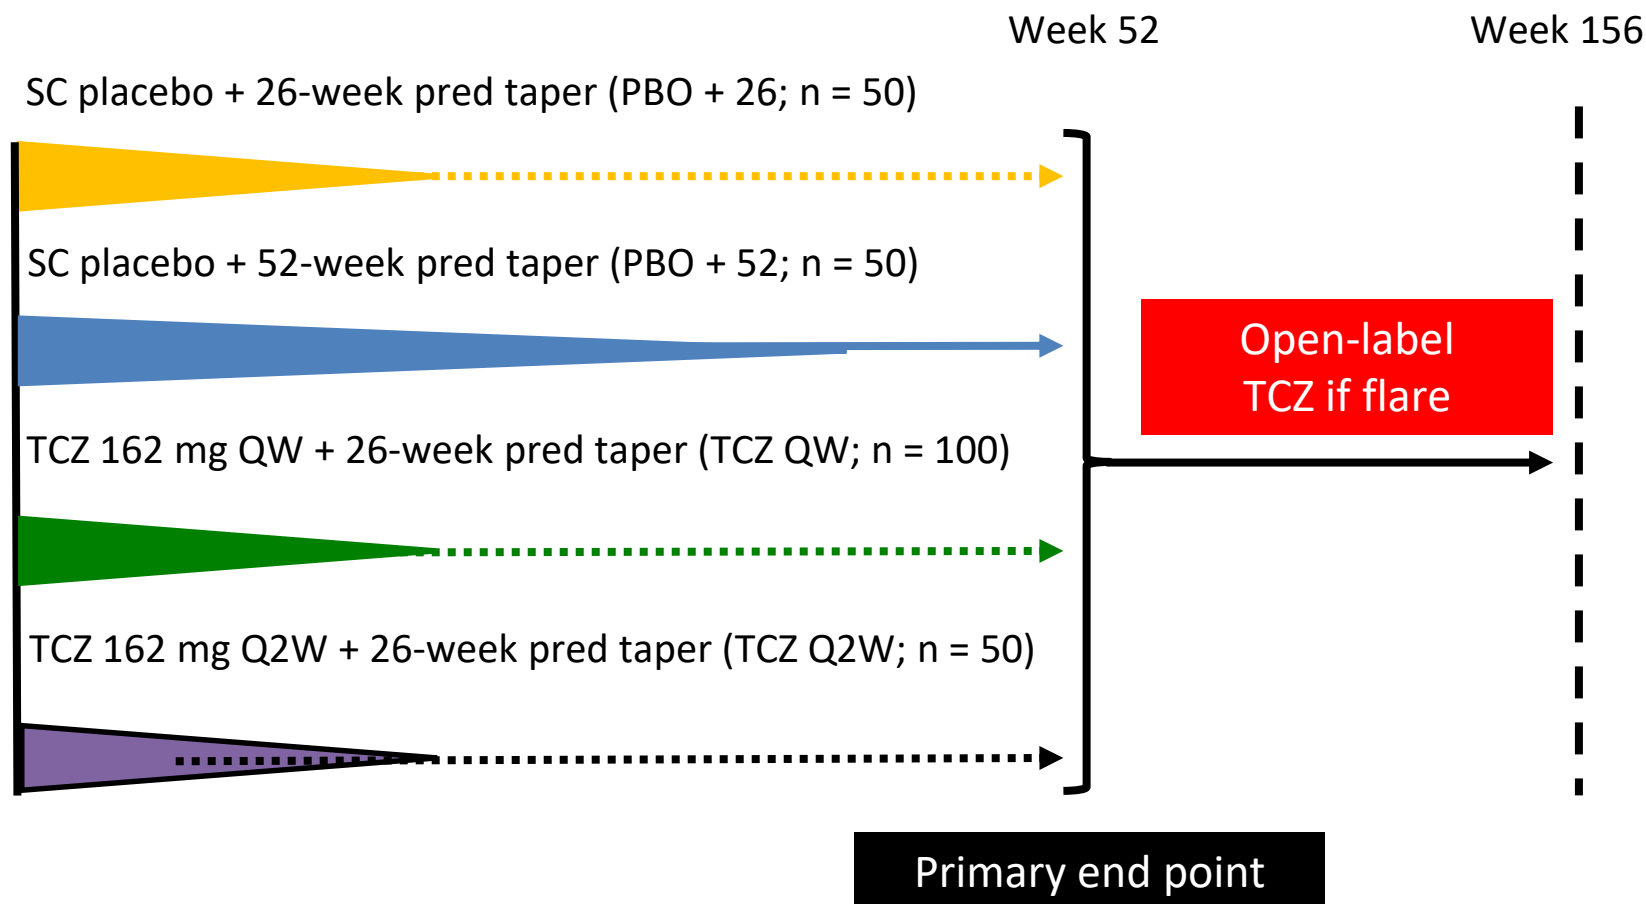 Week 52
Week 156
SC placebo + 26-week pred taper (PBO + 26; n = 50)
SC placebo + 52-week pred taper (PBO + 52; n = 50)
Open-label
TCZ if flare
TCZ 162 mg QW + 26-week pred taper (TCZ QW; n = 100)
TCZ 162 mg Q2W + 26-week pred taper (TCZ Q2W; n = 50)
Primary end point